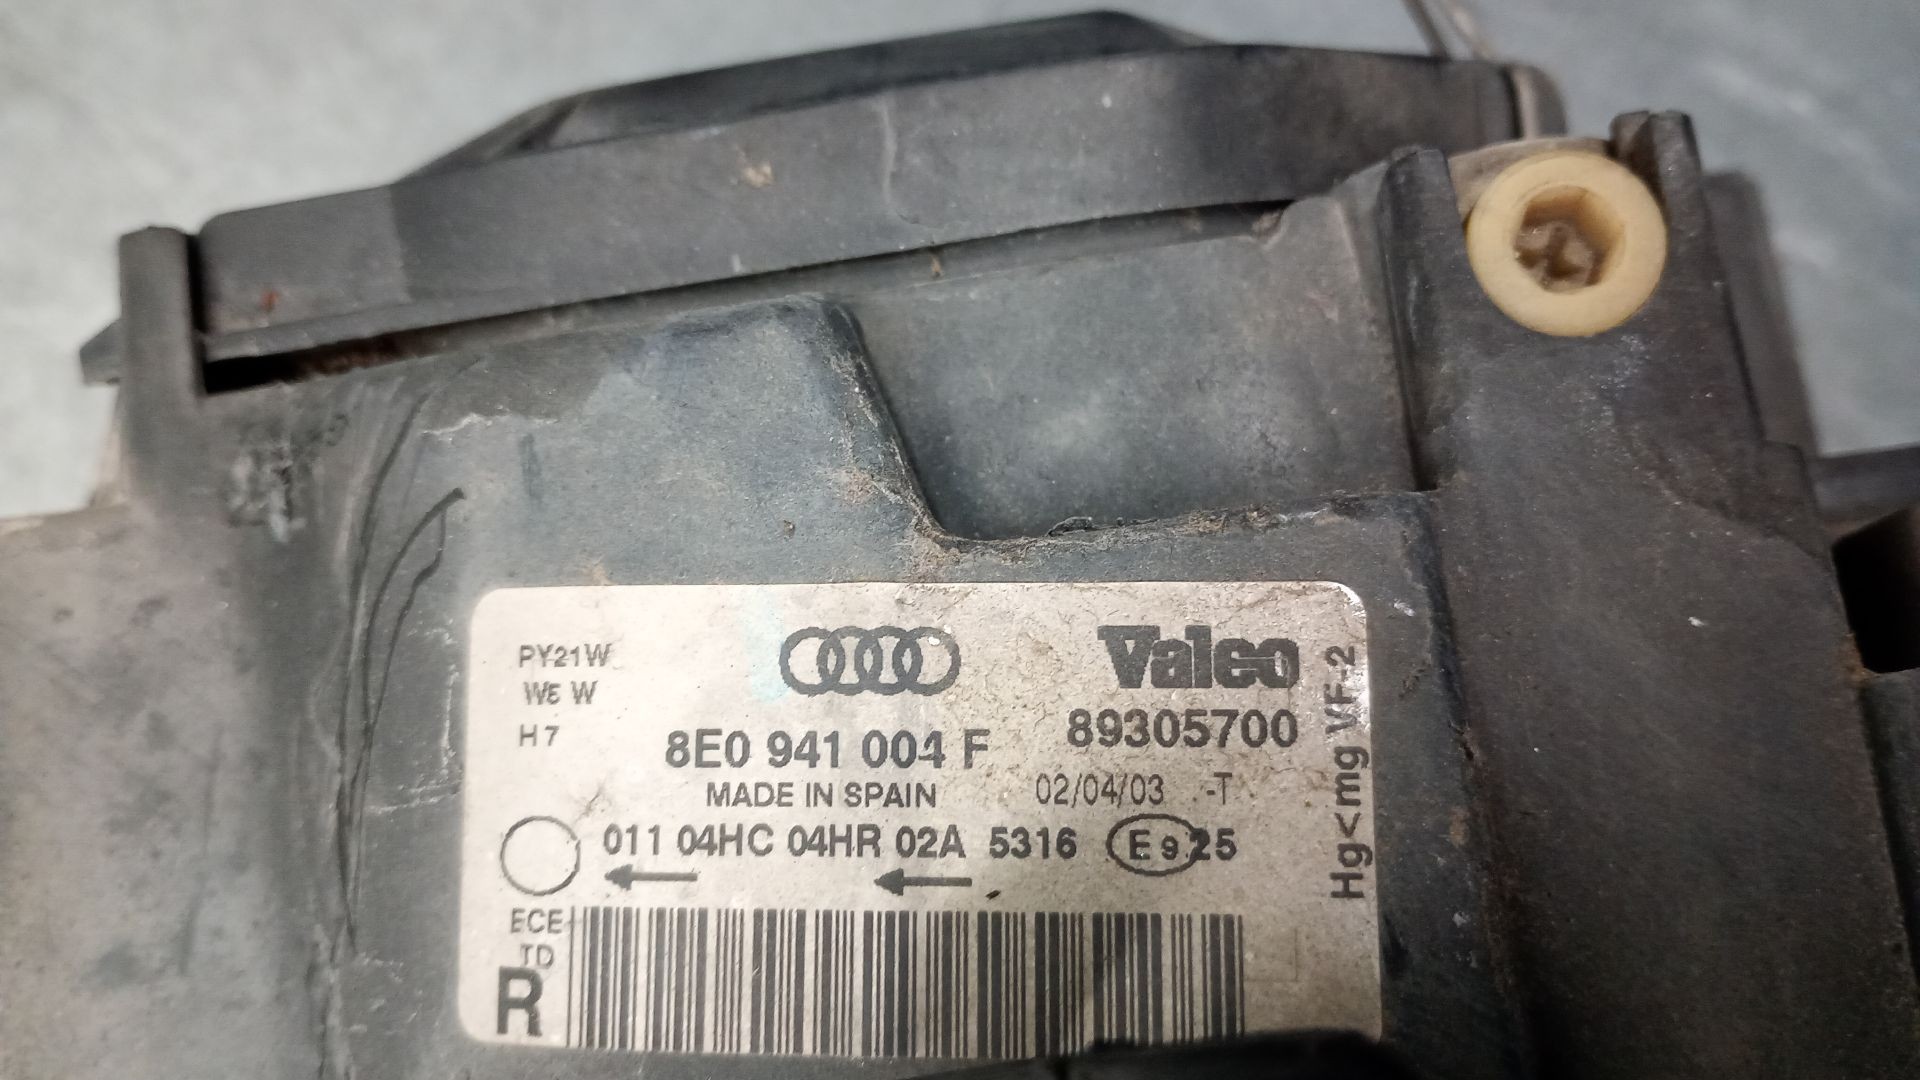 PY21W
W5W
H7
Valeo
89305700
8E0 941 004 F
MADE IN SPAIN
02/04/03 -T
011 04HC 04HR 02A 5316 E9 25
ECE
TD
R
Hg<mg VF-2